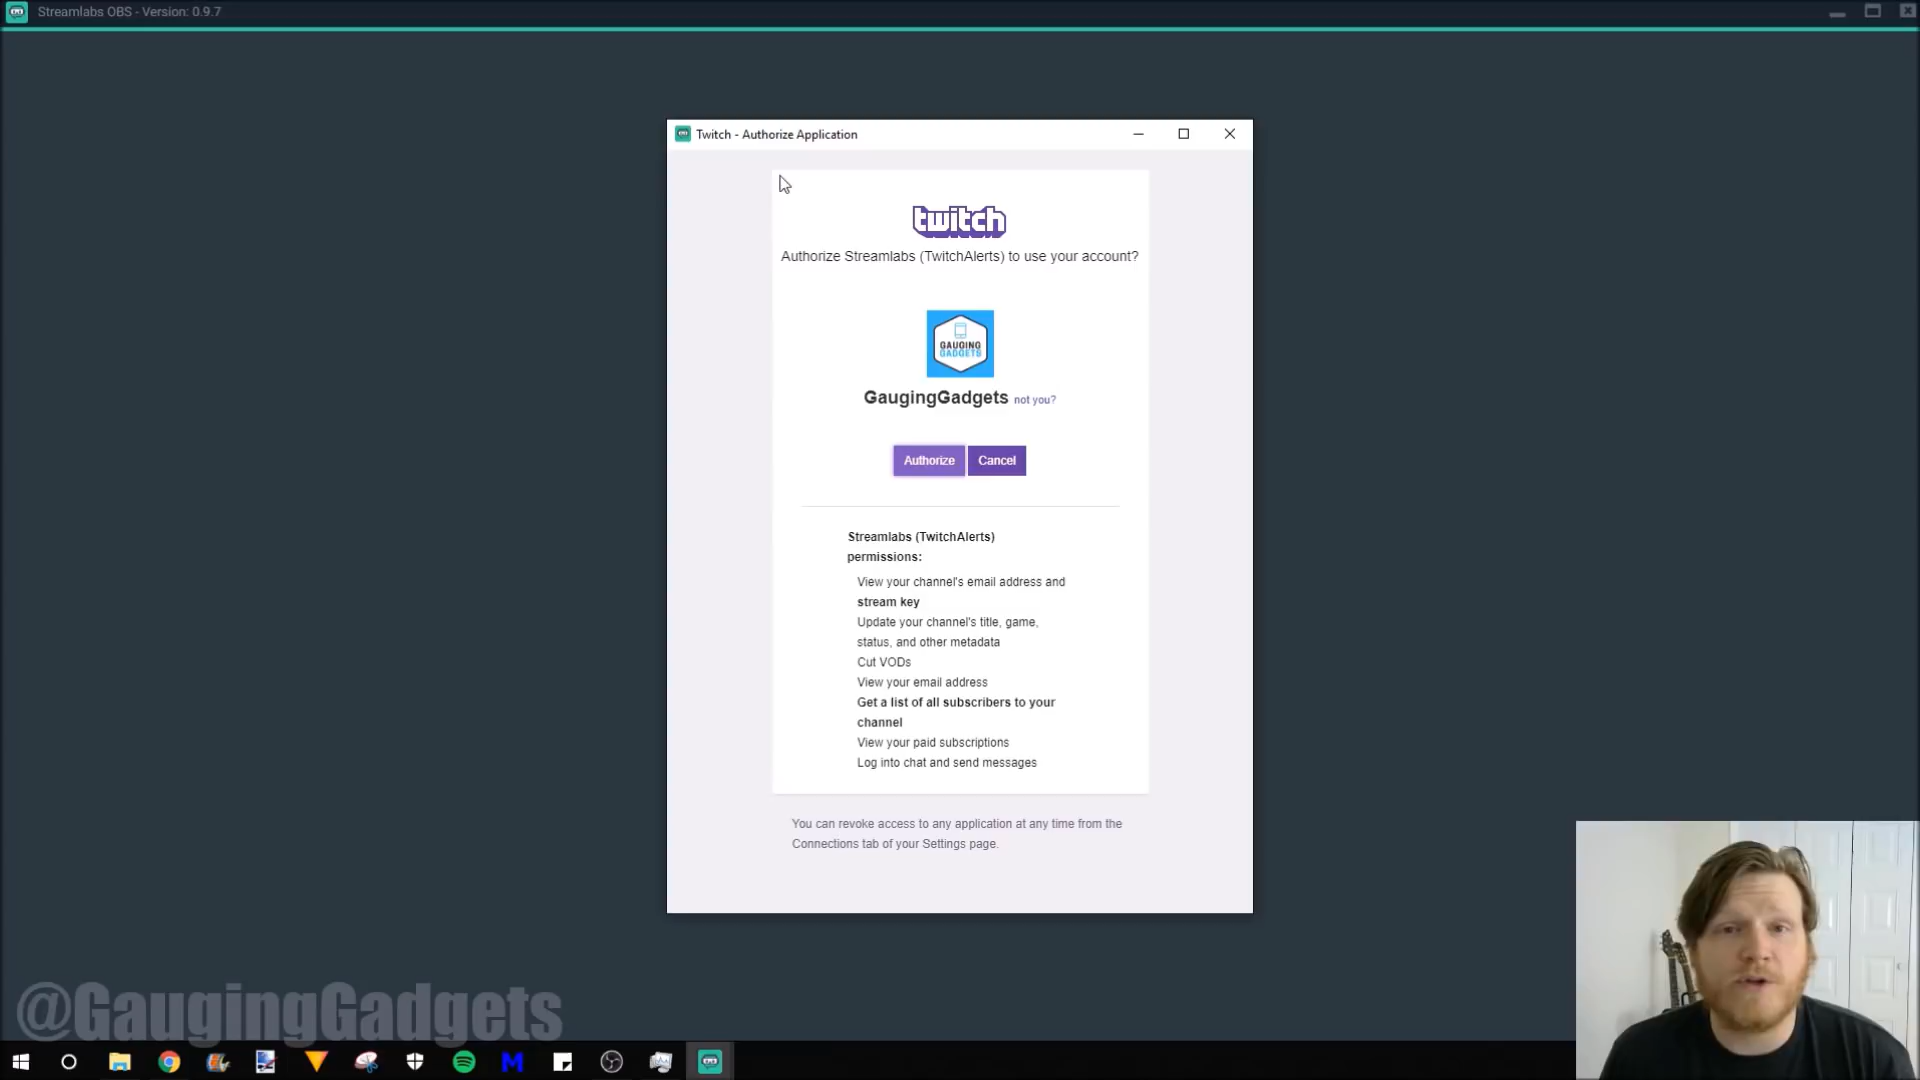 Streamlabs OBS - Version: 0.9.7
Twitch - Authorize Application
twitch
Authorize Streamlabs (TwitchAlerts) to use your account?
GAUGING
GADGETS
GaugingGadgets not you?
Authorize Cancel
Streamlabs (TwitchAlerts)
permissions:
View your channel's email address and
stream key
Update your channel's title, game,
status, and other metadata
Cut VODs
View your email address
Get a list of all subscribers to your
channel
View your paid subscriptions
Log into chat and send messages
You can revoke access to any application at any time from the
Connections tab of your Settings page.
@GaugingGadgets